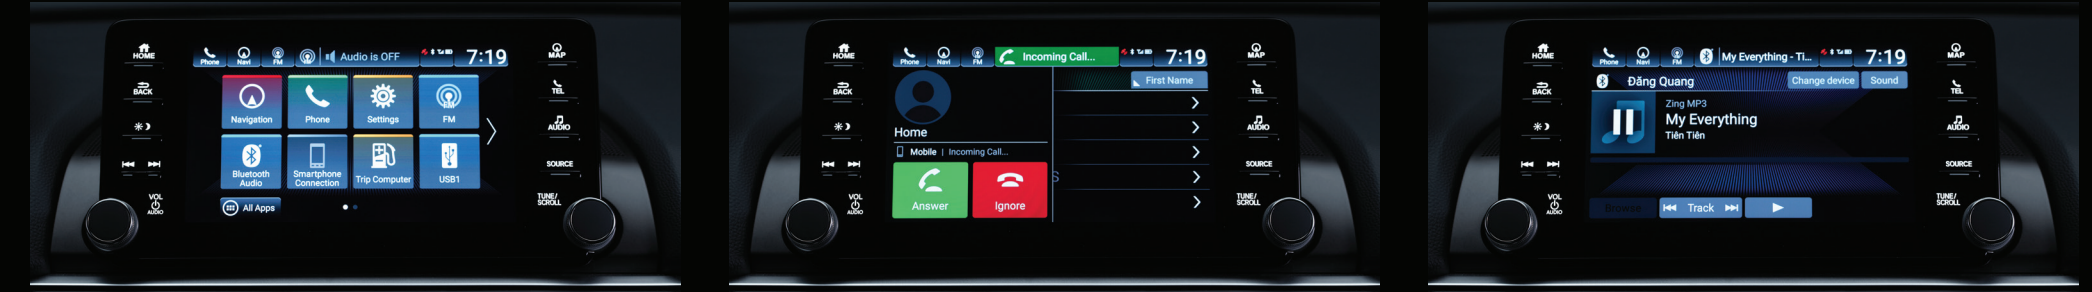 HOME
Phone
Navi
FM
Audio is OFF
7:19
MAP
BACK
TEL
Navigation
Phone
Settings
FM
AUDIO
SOURCE
Bluetooth Audio
Smartphone Connection
Trip Computer
USB1
VOL
AUDIO
All Apps
TUNE/
SCROLL
HOME
Phone
Navi
FM
Incoming Call...
7:19
MAP
BACK
First Name
TEL
Home
AUDIO
Mobile | Incoming Call...
SOURCE
S
VOL
AUDIO
Answer
Ignore
TUNE/
SCROLL
HOME
Phone
Navi
FM
My Everything - Ti...
7:19
MAP
BACK
Đăng Quang
Change device
Sound
TEL
Zing MP3
My Everything
Tiên Tiên
AUDIO
SOURCE
VOL
AUDIO
Browse
Track
TUNE/
SCROLL